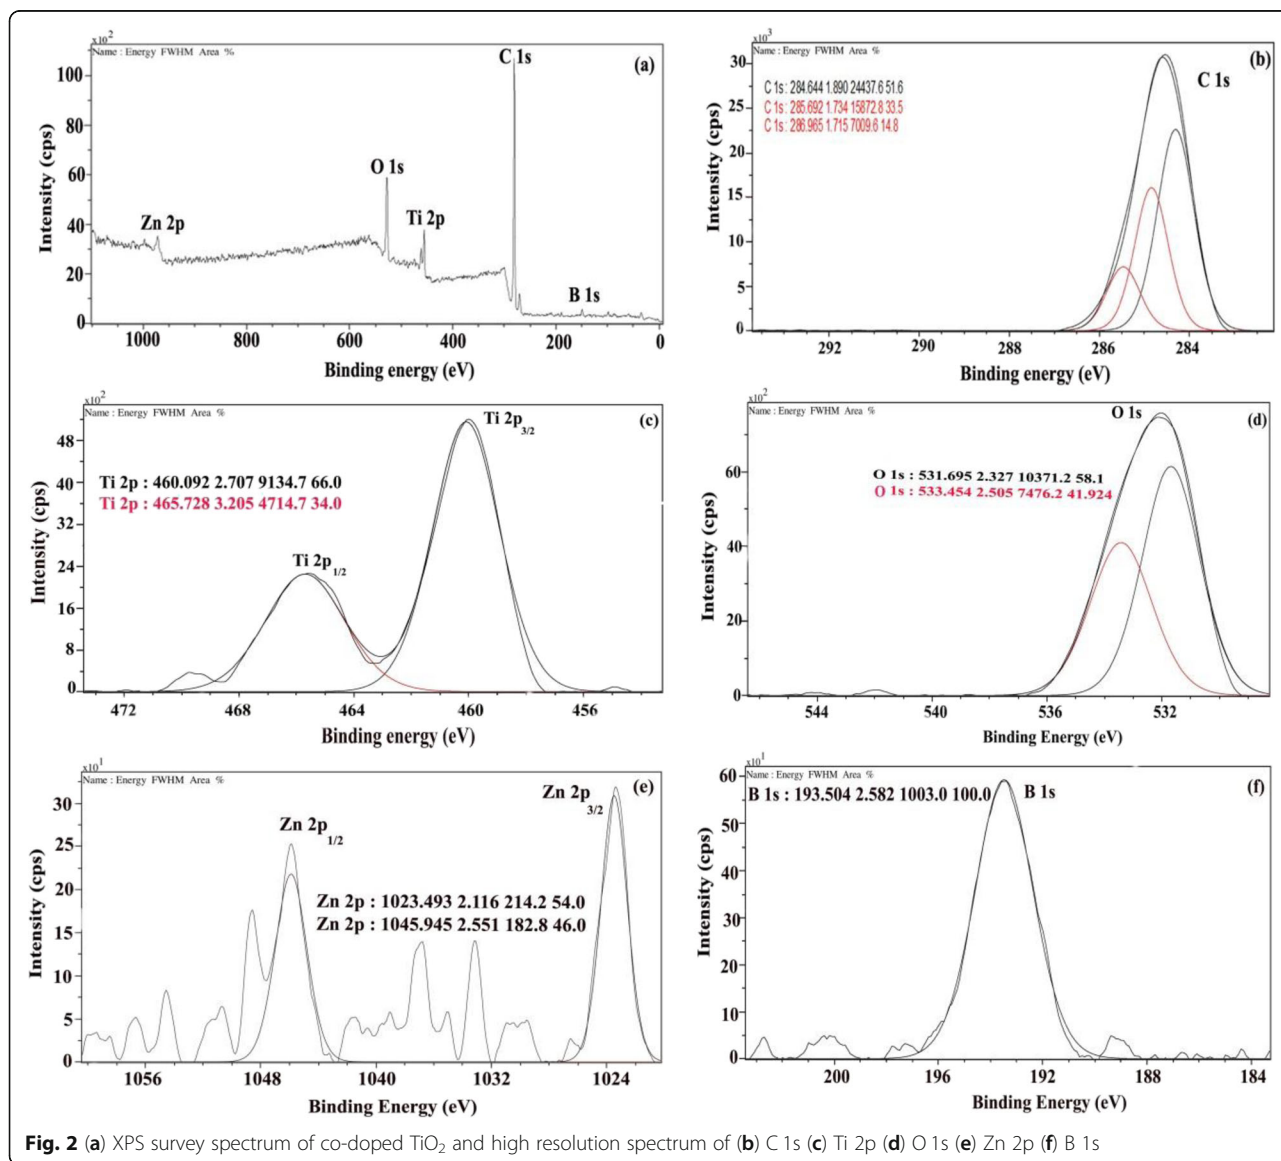 x10²
Name : Energy FWHM Area %
(a)
C 1s
O 1s
Ti 2p
Zn 2p
B 1s
100
80
60
40
20
0
1000
800
600
400
200
0
Intensity (cps)
Binding energy (eV)
x10³
Name : Energy FWHM Area %
(b)
C 1s
C 1s : 284.644 1.890 24437.6 51.6
C 1s : 285.692 1.734 15872.8 33.5
C 1s : 286.965 1.715 7009.6 14.8
30
25
20
15
10
5
0
292
290
288
286
284
Intensity (cps)
Binding energy (eV)
x10²
Name : Energy FWHM Area %
(c)
Ti 2p3/2
Ti 2p : 460.092 2.707 9134.7 66.0
Ti 2p : 465.728 3.205 4714.7 34.0
Ti 2p1/2
48
40
32
24
16
8
0
472
468
464
460
456
Intensity (cps)
Binding energy (eV)
x10²
Name : Energy FWHM Area %
O 1s
(d)
O 1s : 531.695 2.327 10371.2 58.1
O 1s : 533.454 2.505 7476.2 41.924
60
40
20
0
544
540
536
532
Intensity (cps)
Binding Energy (eV)
x10¹
Name : Energy FWHM Area %
(e)
Zn 2p3/2
Zn 2p1/2
Zn 2p : 1023.493 2.116 214.2 54.0
Zn 2p : 1045.945 2.551 182.8 46.0
30
25
20
15
10
5
0
1056
1048
1040
1032
1024
Intensity (cps)
Binding Energy (eV)
x10¹
Name : Energy FWHM Area %
B 1s : 193.504 2.582 1003.0 100.0
B 1s
(f)
60
50
40
30
20
10
0
200
196
192
188
184
Intensity (cps)
Binding Energy (eV)
Fig. 2 (a) XPS survey spectrum of co-doped TiO₂ and high resolution spectrum of (b) C 1s (c) Ti 2p (d) O 1s (e) Zn 2p (f) B 1s